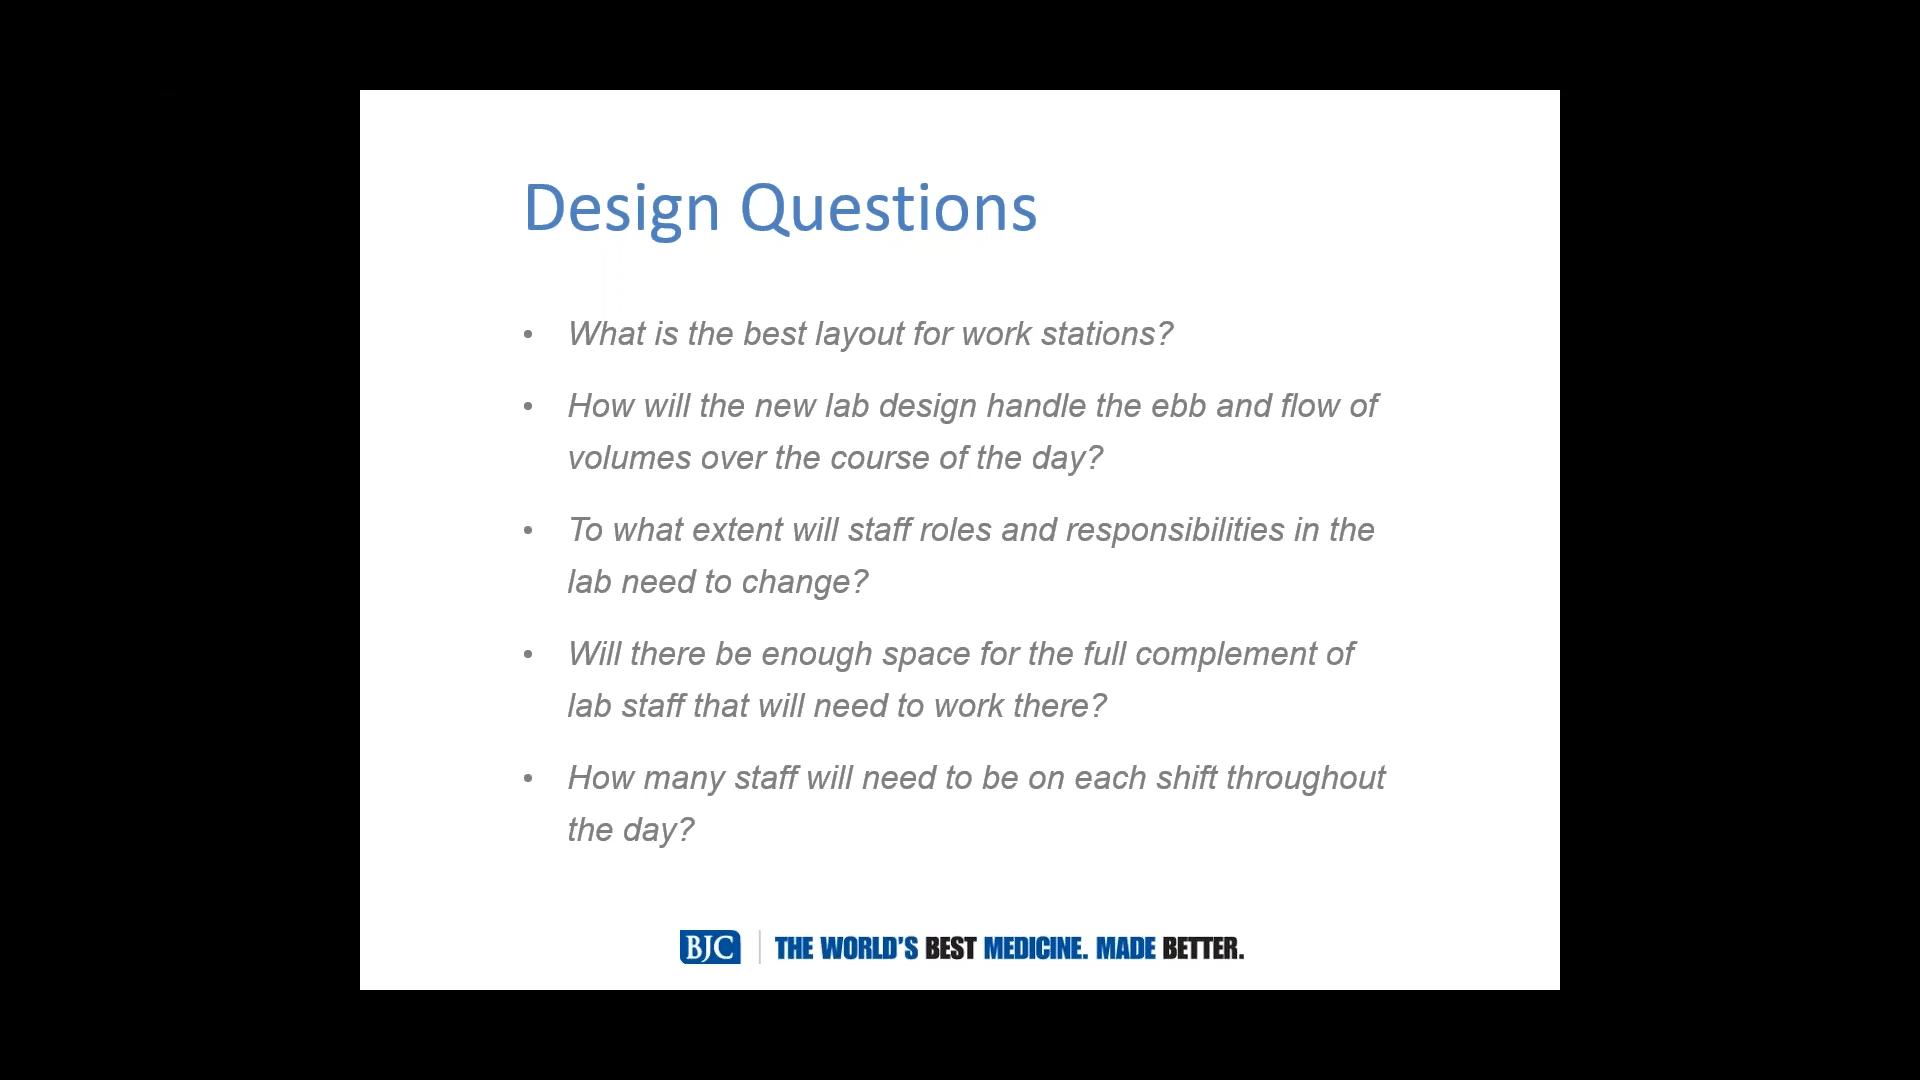 Design Questions
• What is the best layout for work stations?
• How will the new lab design handle the ebb and flow of
volumes over the course of the day?
• To what extent will staff roles and responsibilities in the
lab need to change?
• Will there be enough space for the full complement of
lab staff that will need to work there?
• How many staff will need to be on each shift throughout
the day?
BJC | THE WORLD'S BEST MEDICINE. MADE BETTER.